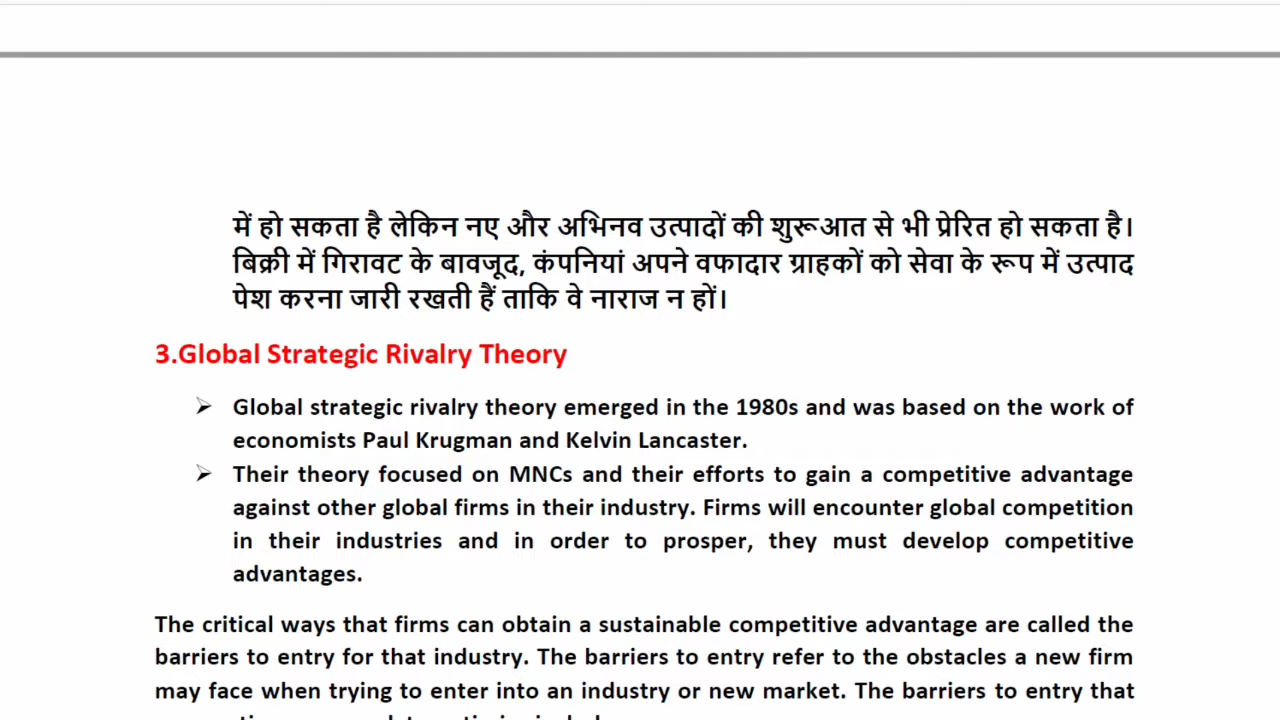 में हो सकता है लेकिन नए और अभिनव उत्पादों की शुरूआत से भी प्रेरित हो सकता है।
बिक्री में गिरावट के बावजूद, कंपनियां अपने वफादार ग्राहकों को सेवा के रूप में उत्पाद
पेश करना जारी रखती हैं ताकि वे नाराज न हों।
3.Global Strategic Rivalry Theory
Global strategic rivalry theory emerged in the 1980s and was based on the work of
economists Paul Krugman and Kelvin Lancaster.
Their theory focused on MNCs and their efforts to gain a competitive advantage
against other global firms in their industry. Firms will encounter global competition
in their industries and in order to prosper, they must develop competitive
advantages.
The critical ways that firms can obtain a sustainable competitive advantage are called the
barriers to entry for that industry. The barriers to entry refer to the obstacles a new firm
may face when trying to enter into an industry or new market. The barriers to entry that